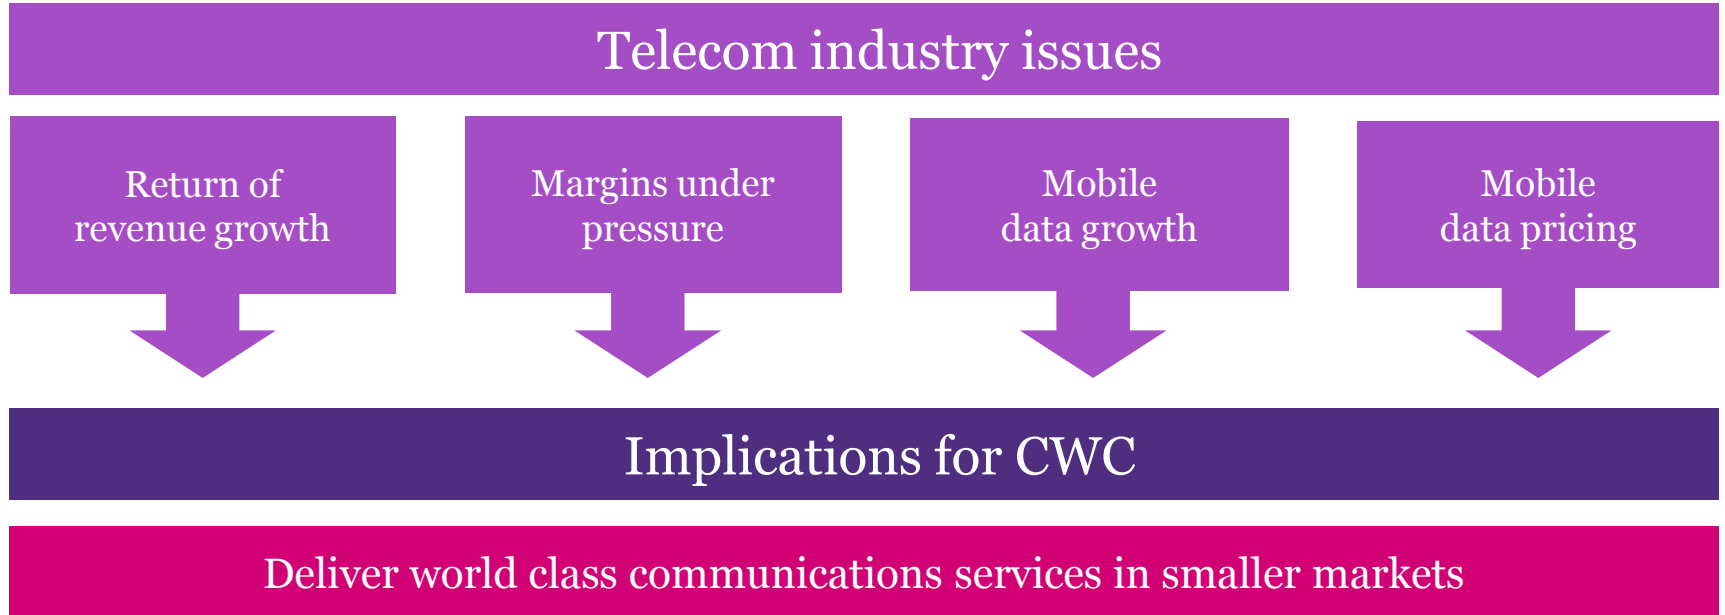 Telecom industry issues
Return of
revenue growth
Margins under
pressure
Mobile
data growth
Mobile
data pricing
Implications for CWC
Deliver world class communications services in smaller markets